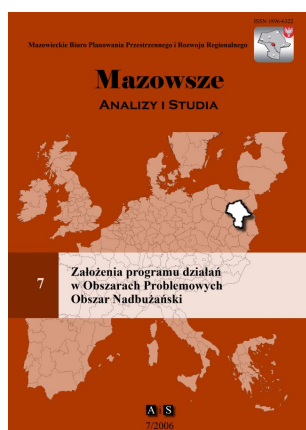 ISSN 1896-6322
Mazowieckie Biuro Planowania Przestrzennego i Rozwoju Regionalnego
Mazowsze
ANALIZY I STUDIA
7
Założenia programu działań
w Obszarach Problemowych
Obszar Nadbużański
A S
7/2006